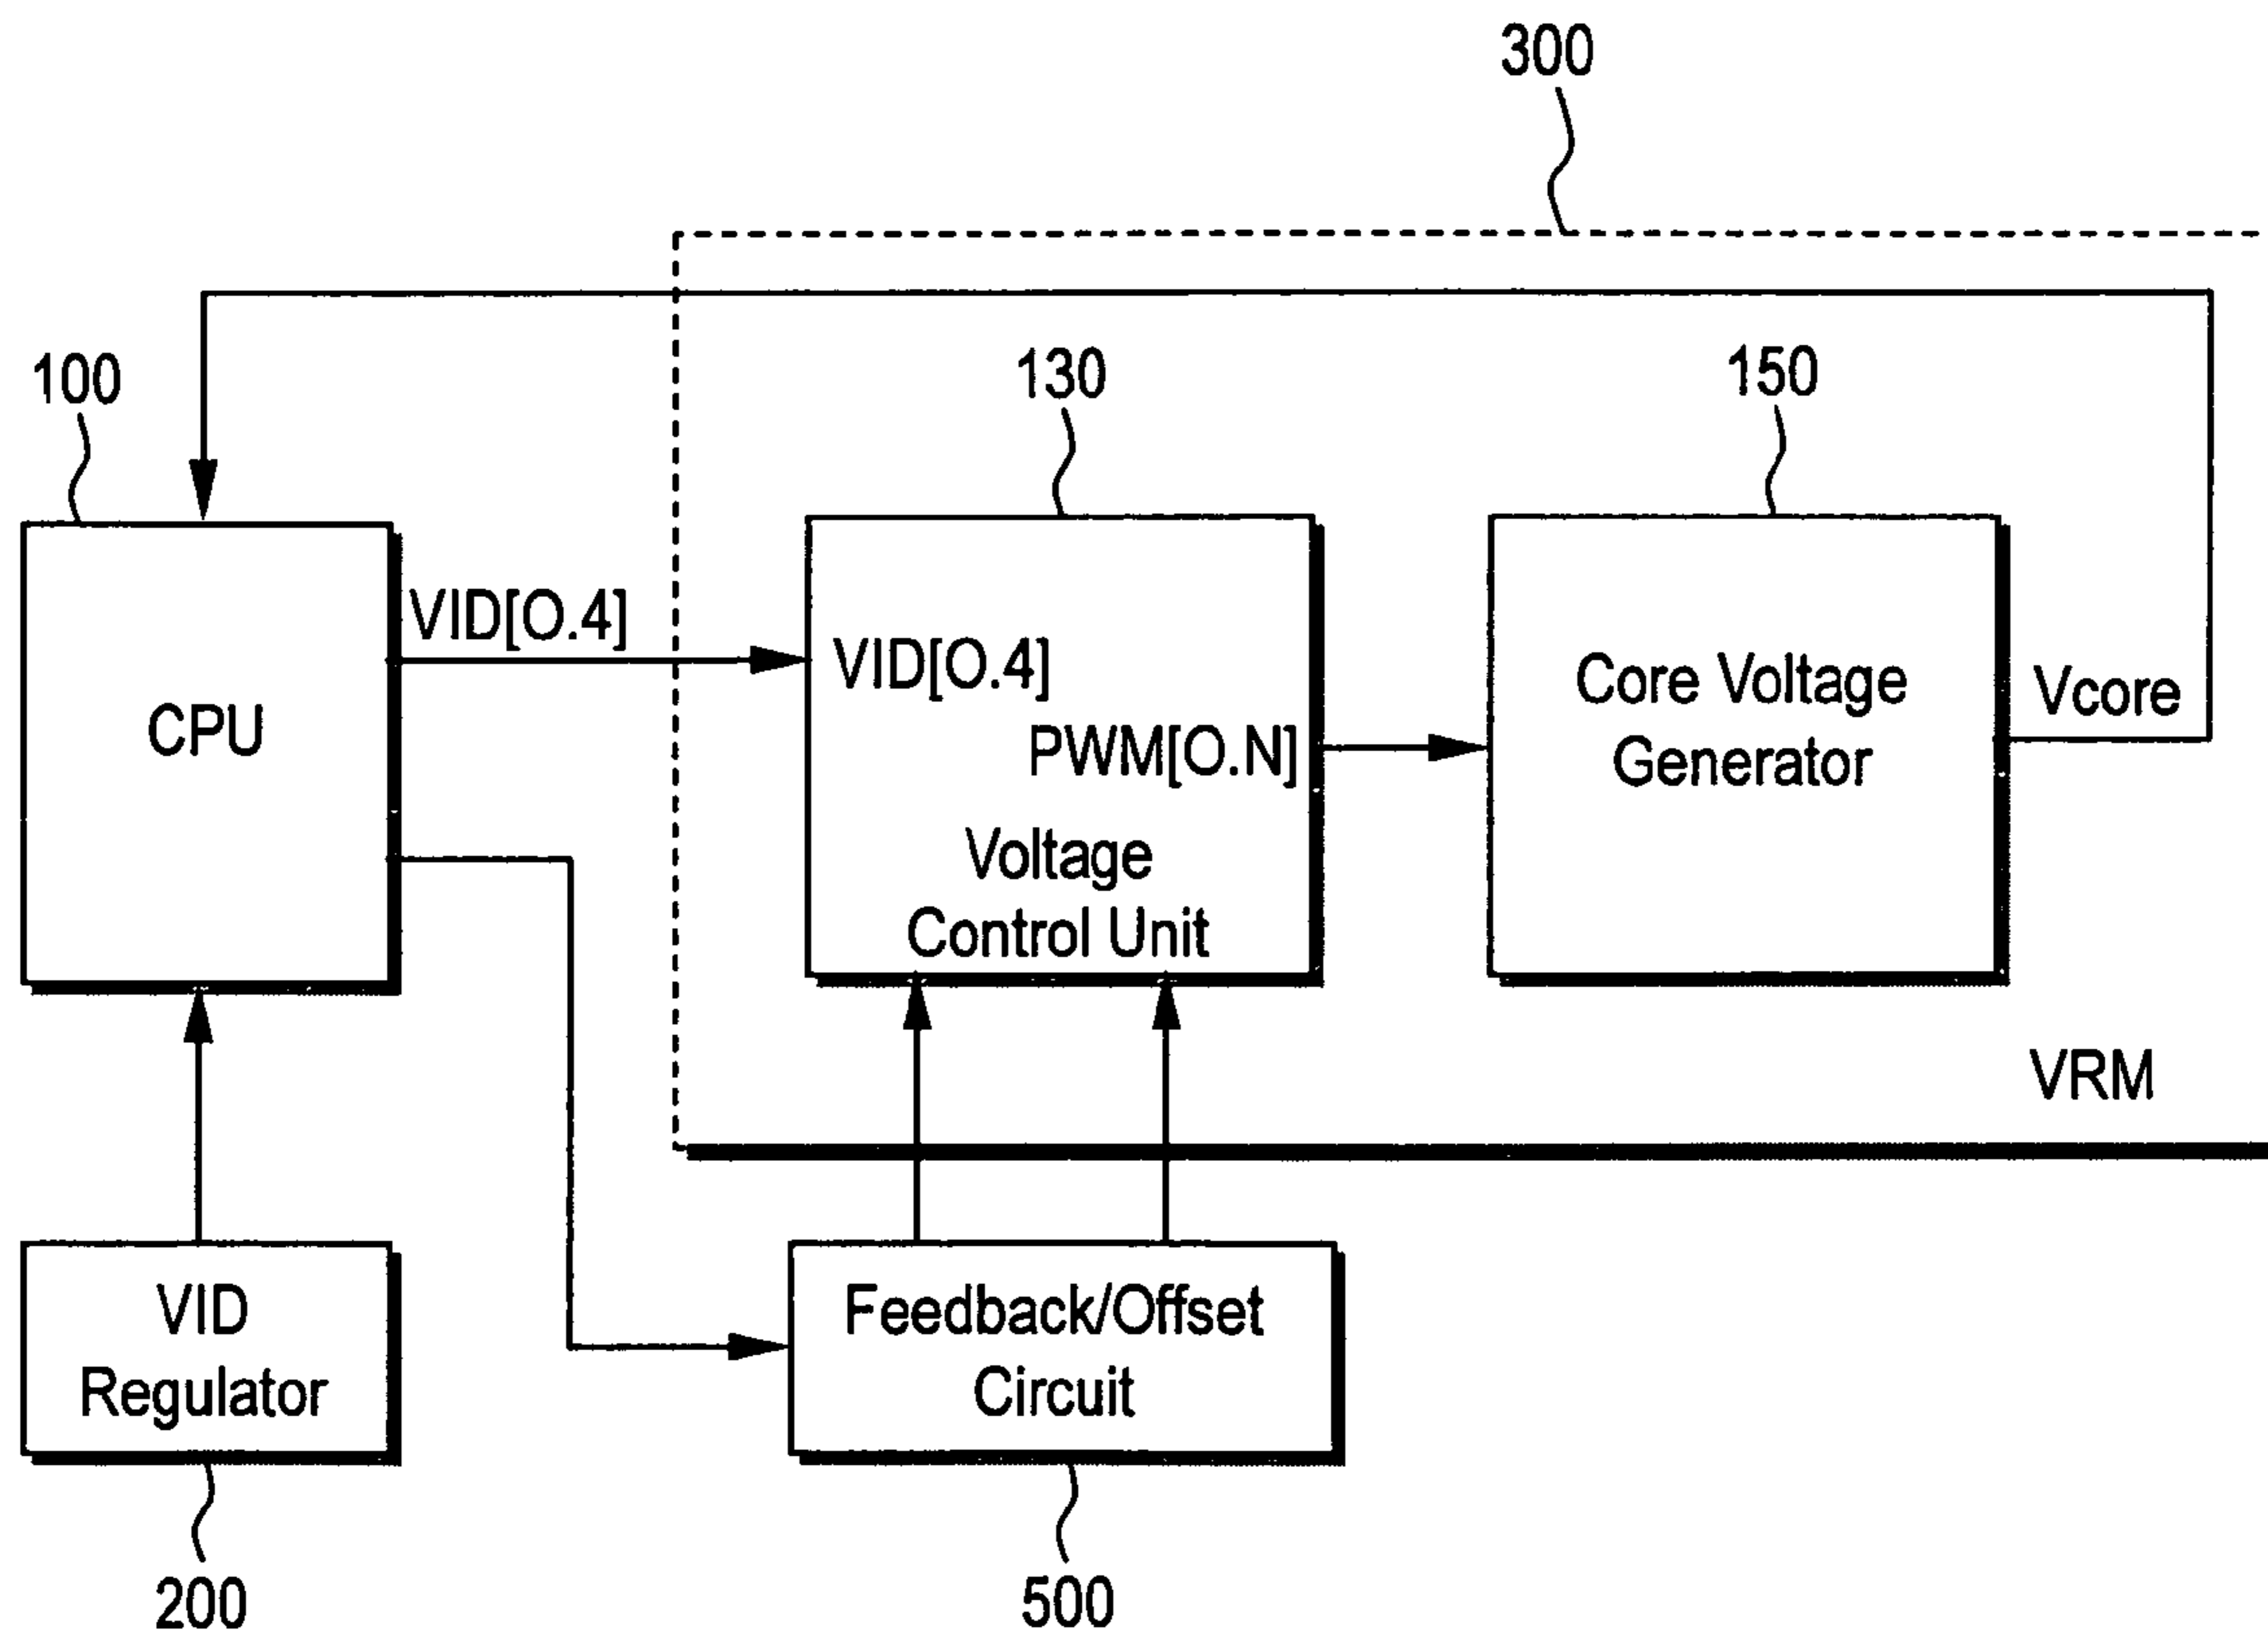 300
100
130
150
VID[O.4]
VID[O.4]
CPU
PWM[O.N]
Voltage
Control Unit
Core Voltage
Generator
Vcore
VRM
VID
Regulator
Feedback/Offset
Circuit
200
500